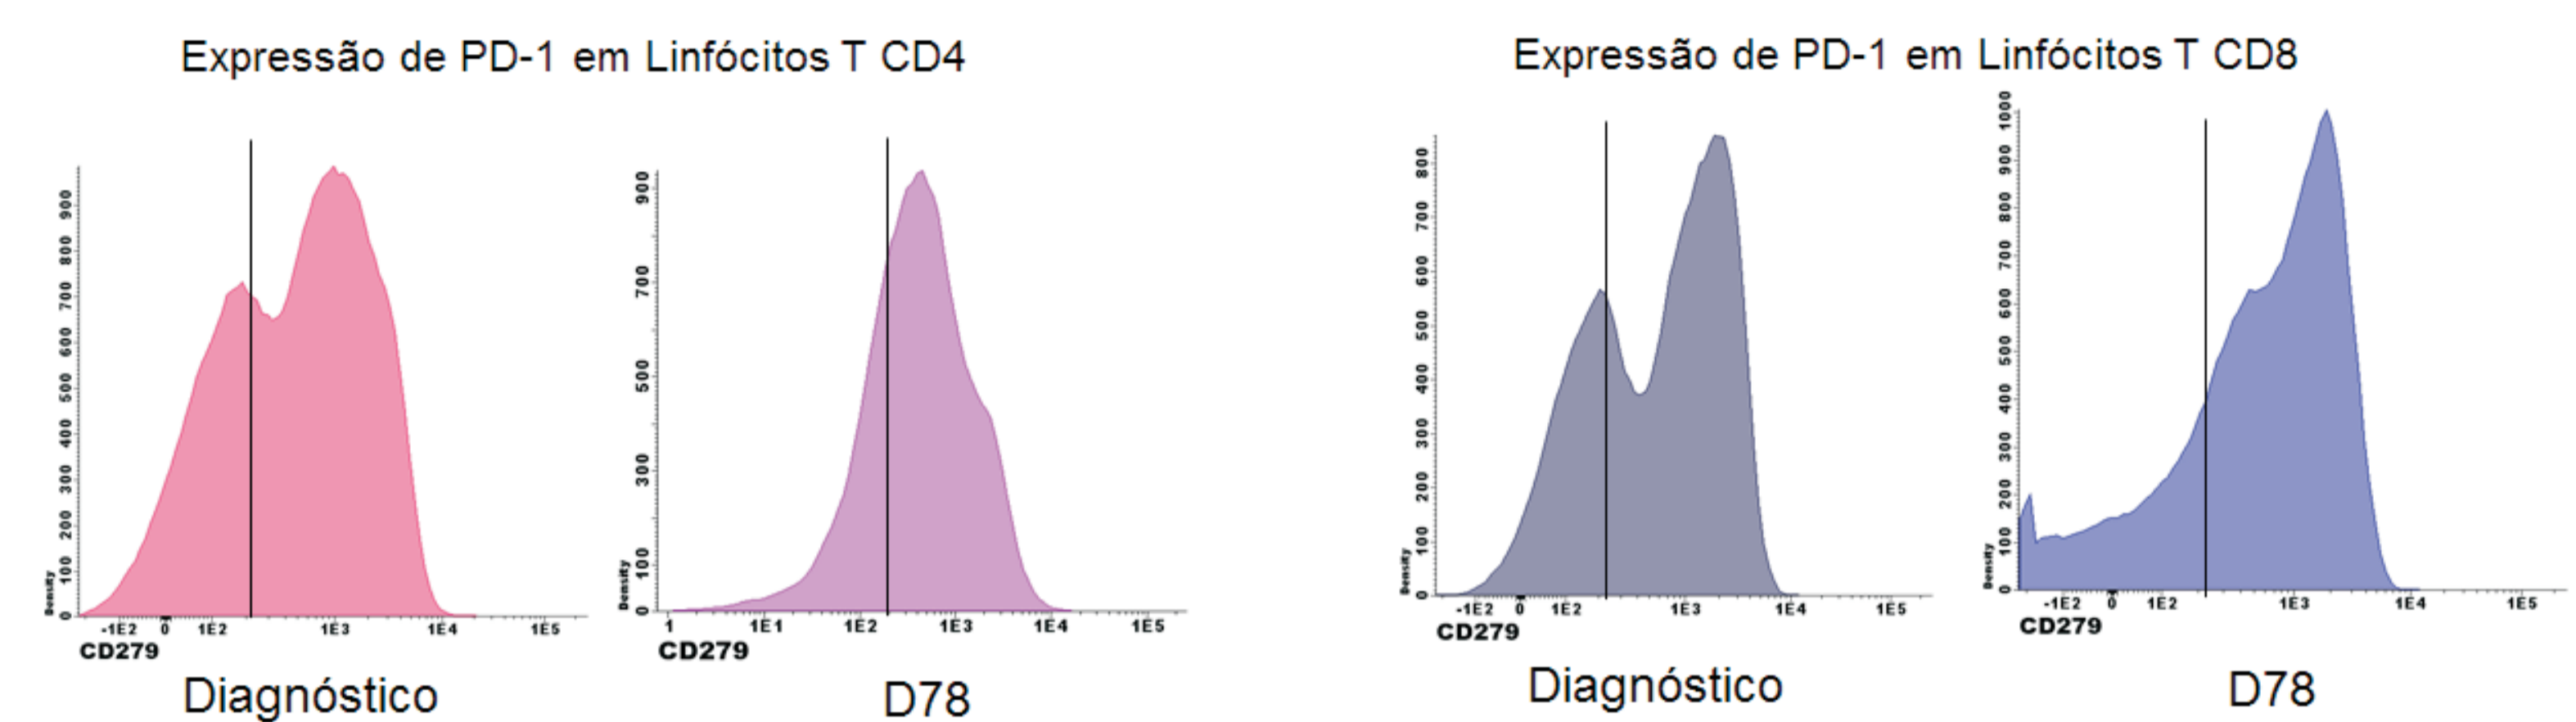 Expressão de PD-1 em Linfócitos T CD4
Expressão de PD-1 em Linfócitos T CD8
900
800
700
600
500
400
300
200
100
0
Density
-1E2 0 1E2 1E3 1E4 1E5
CD279
Diagnóstico
900
700
500
300
100
0
Density
1 1E1 1E2 1E3 1E4 1E5
CD279
D78
800
700
600
500
400
300
200
100
0
Density
-1E2 0 1E2 1E3 1E4 1E5
CD279
Diagnóstico
1000
900
800
700
600
500
400
300
200
100
0
Density
-1E2 0 1E2 1E3 1E4 1E5
CD279
D78